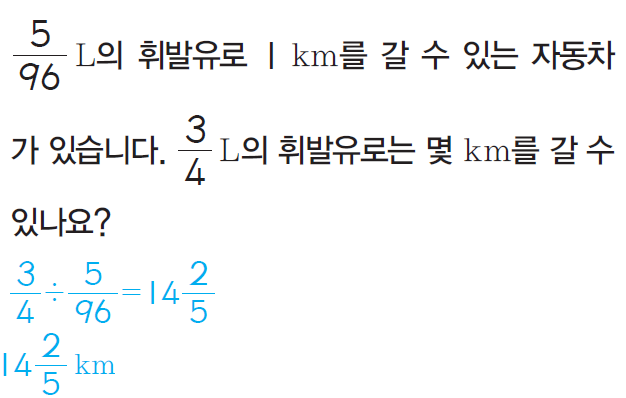 5/96 L의 휘발유로 1 km를 갈 수 있는 자동차
가 있습니다. 3/4 L의 휘발유로는 몇 km를 갈 수
있나요?
3/4 ÷ 5/96 = 14 2/5
14 2/5 km